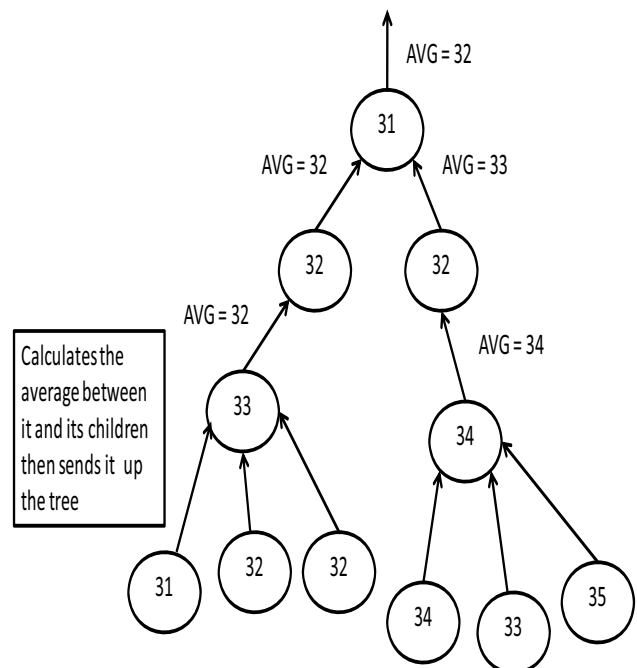 AVG = 32
31
AVG = 32
AVG = 33
32
32
AVG = 32
AVG = 34
Calculates the
average between
it and its children
then sends it up
the tree
33
34
31
32
32
34
33
35